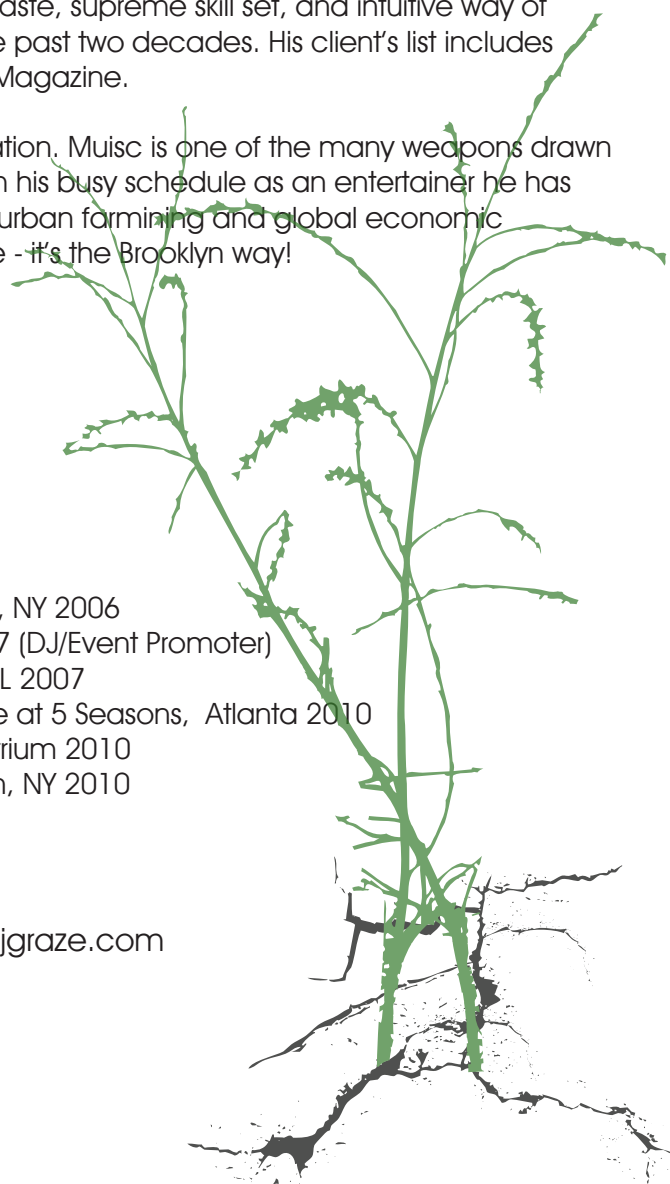 aste, supreme skill set, and intuitive way of
e past two decades. His client's list includes
Magazine.
ation. Muisc is one of the many weapons drawn
n his busy schedule as an entertainer he has
urban farmining and global economic
e - it's the Brooklyn way!
, NY 2006
7 (DJ/Event Promoter)
L 2007
e at 5 Seasons, Atlanta 2010
rium 2010
n, NY 2010
jgraze.com